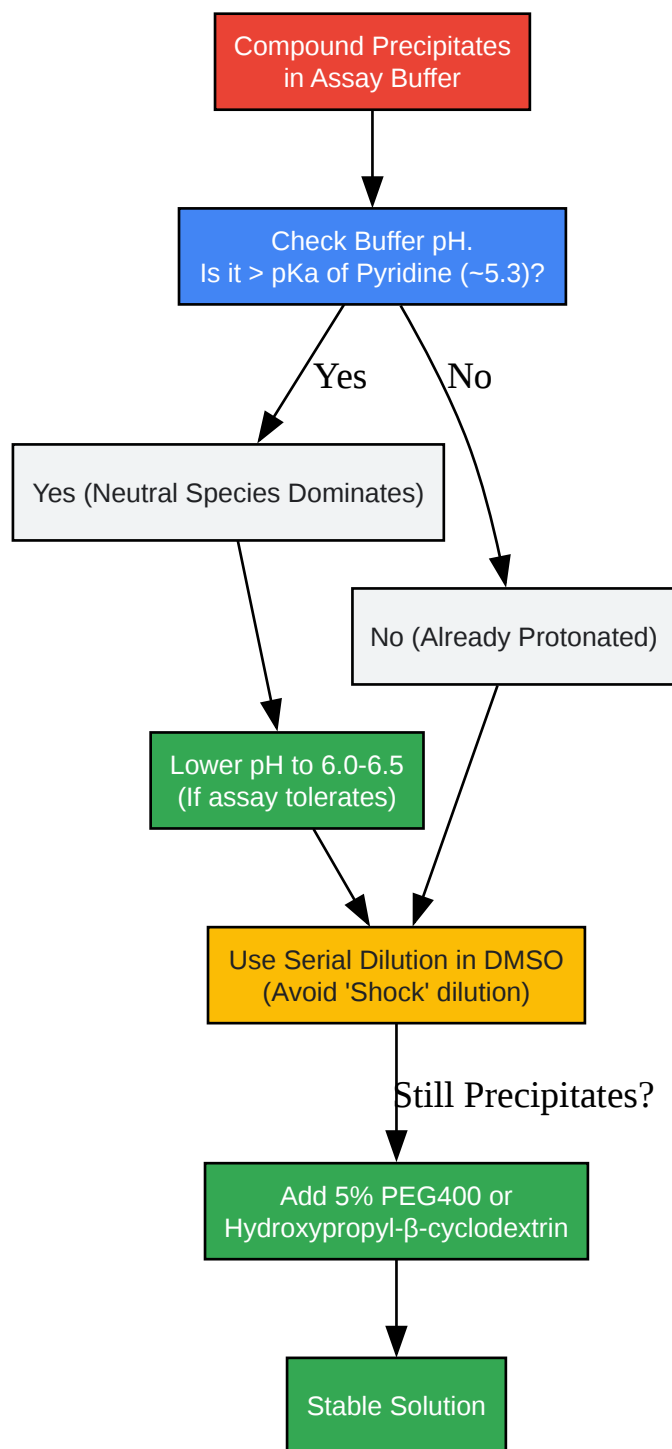 Compound Precipitates
in Assay Buffer
Check Buffer pH.
Is it > pKa of Pyridine (~5.3)?
Yes
No
Yes (Neutral Species Dominates)
No (Already Protonated)
Lower pH to 6.0-6.5
(If assay tolerates)
Use Serial Dilution in DMSO
(Avoid 'Shock' dilution)
Still Precipitates?
Add 5% PEG400 or
Hydroxypropyl-β-cyclodextrin
Stable Solution